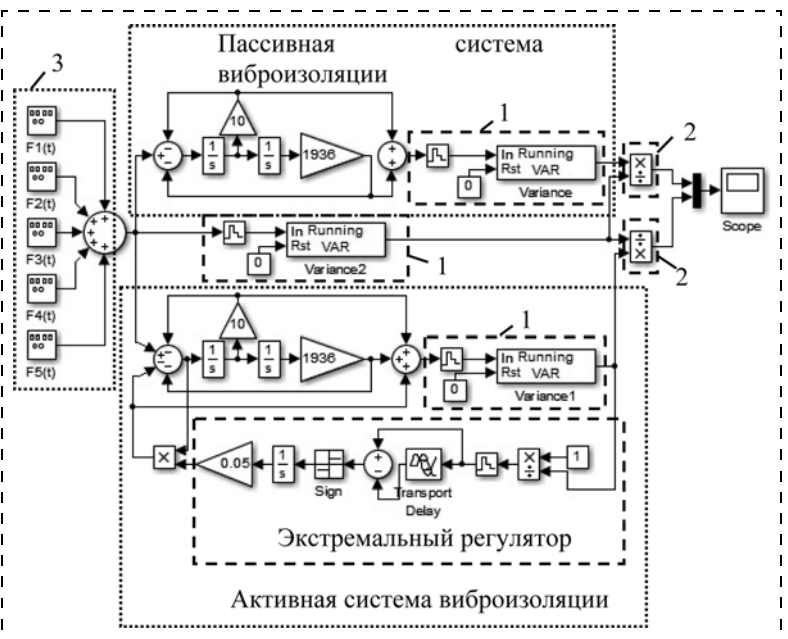 Пассивная система
виброизоляции
3
1
2
F1(t)
F2(t)
F3(t)
F4(t)
F5(t)
10
1
s
1
s
1936
In Running
Rst VAR
0
Variance
Scope
In Running
Rst VAR
0
Variance2
1
2
10
1
s
1
s
1936
1
In Running
Rst VAR
0
Variance1
0.05
1
s
Sign
Transport
Delay
1
Экстремальный регулятор
Активная система виброизоляции